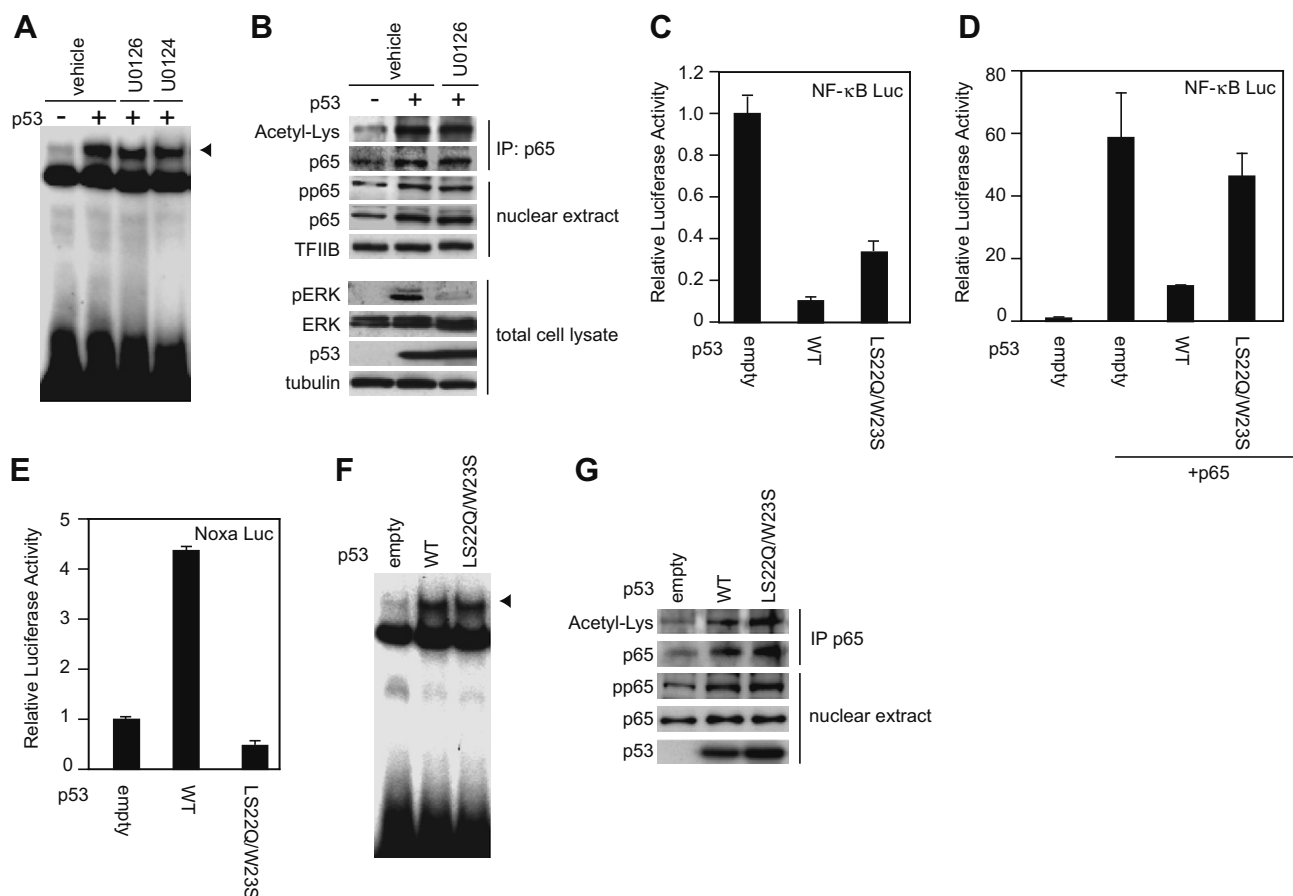 A
vehicle
U0126
U0124
p53 - + + +
B
vehicle
U0126
p53 - + +
Acetyl-Lys
p65
IP: p65
pp65
p65
TFIIB
nuclear extract
pERK
ERK
p53
tubulin
total cell lysate
C
NF-κB Luc
Relative Luciferase Activity
1.2
1.0
0.8
0.6
0.4
0.2
0
p53 empty WT LS22Q/W23S
D
NF-κB Luc
Relative Luciferase Activity
80
60
40
20
0
p53 empty empty WT LS22Q/W23S
+p65
E
Noxa Luc
Relative Luciferase Activity
5
4
3
2
1
0
p53 empty WT LS22Q/W23S
F
p53 empty WT LS22Q/W23S
G
p53 empty WT LS22Q/W23S
Acetyl-Lys
p65
IP p65
pp65
p65
p53
nuclear extract